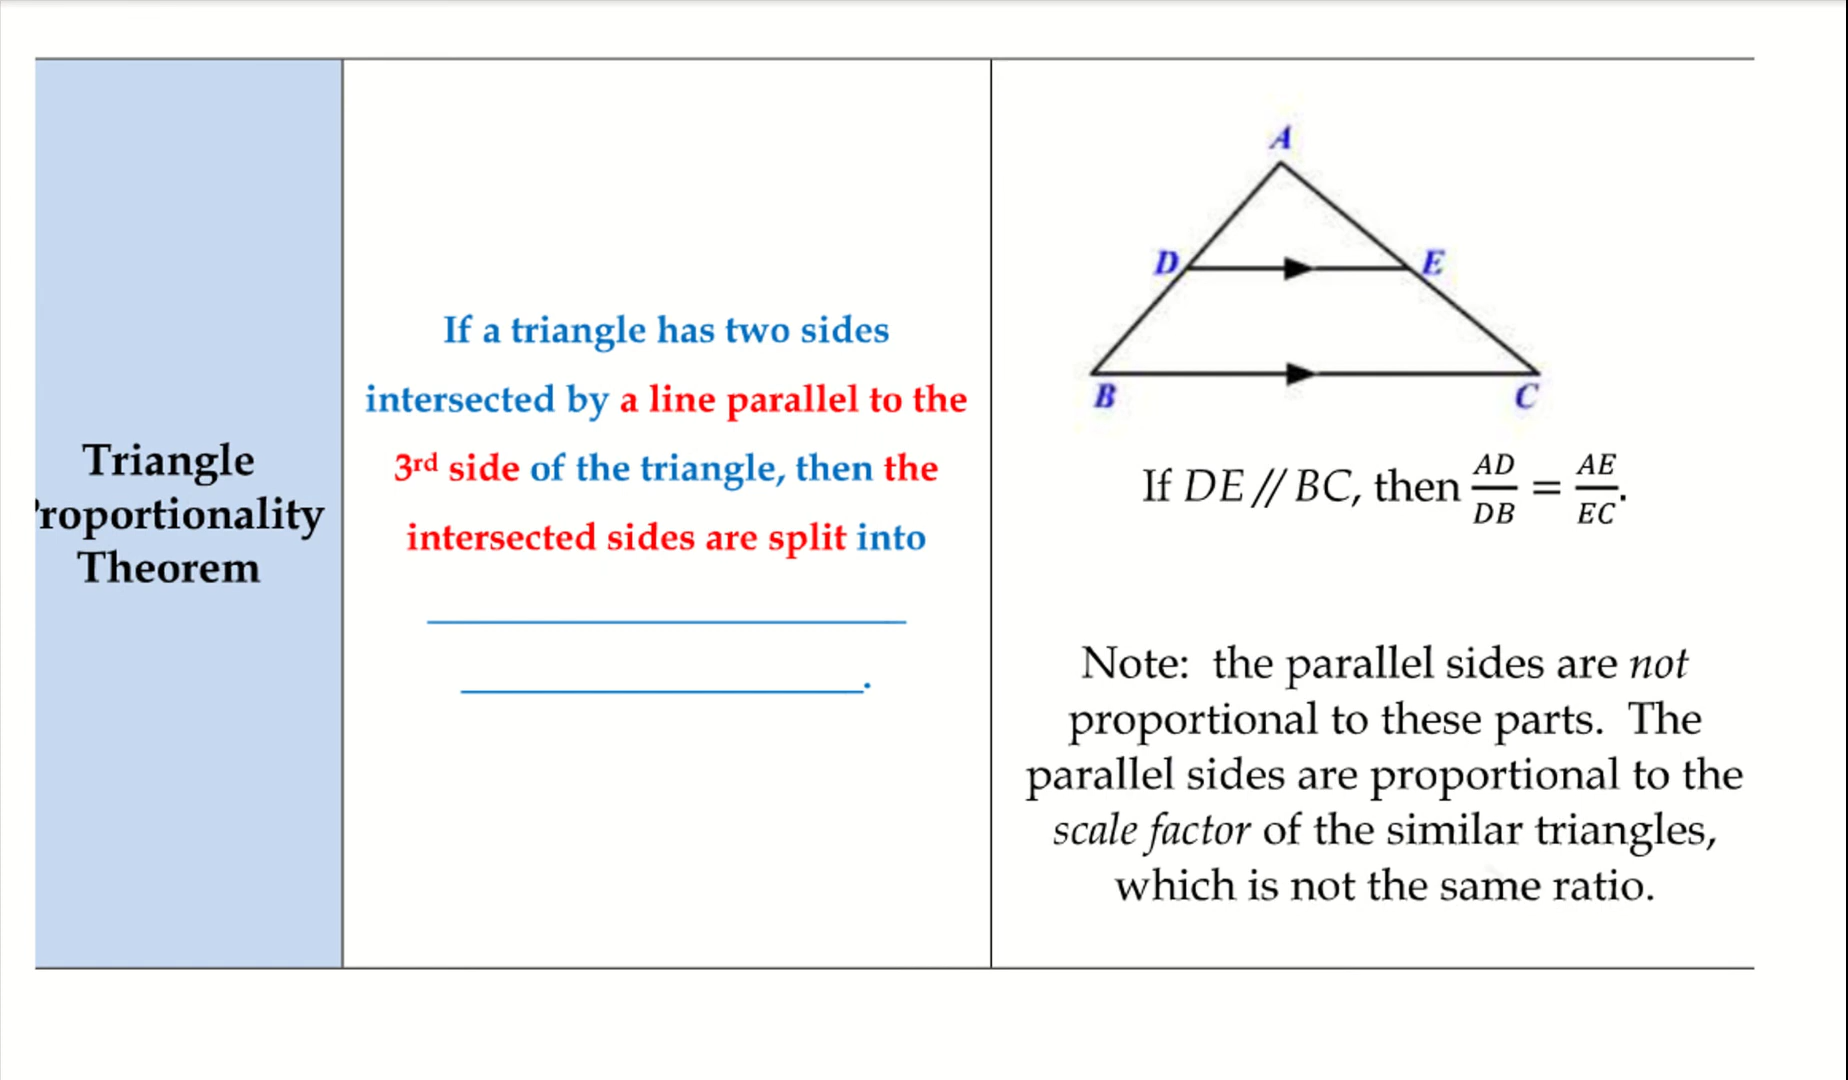 Triangle
roportionality
Theorem
If a triangle has two sides
intersected by a line parallel to the
3rd side of the triangle, then the
intersected sides are split into
____________________
____________________.
A
D
E
B
C
If DE // BC, then AD/DB = AE/EC.
Note: the parallel sides are not
proportional to these parts. The
parallel sides are proportional to the
scale factor of the similar triangles,
which is not the same ratio.